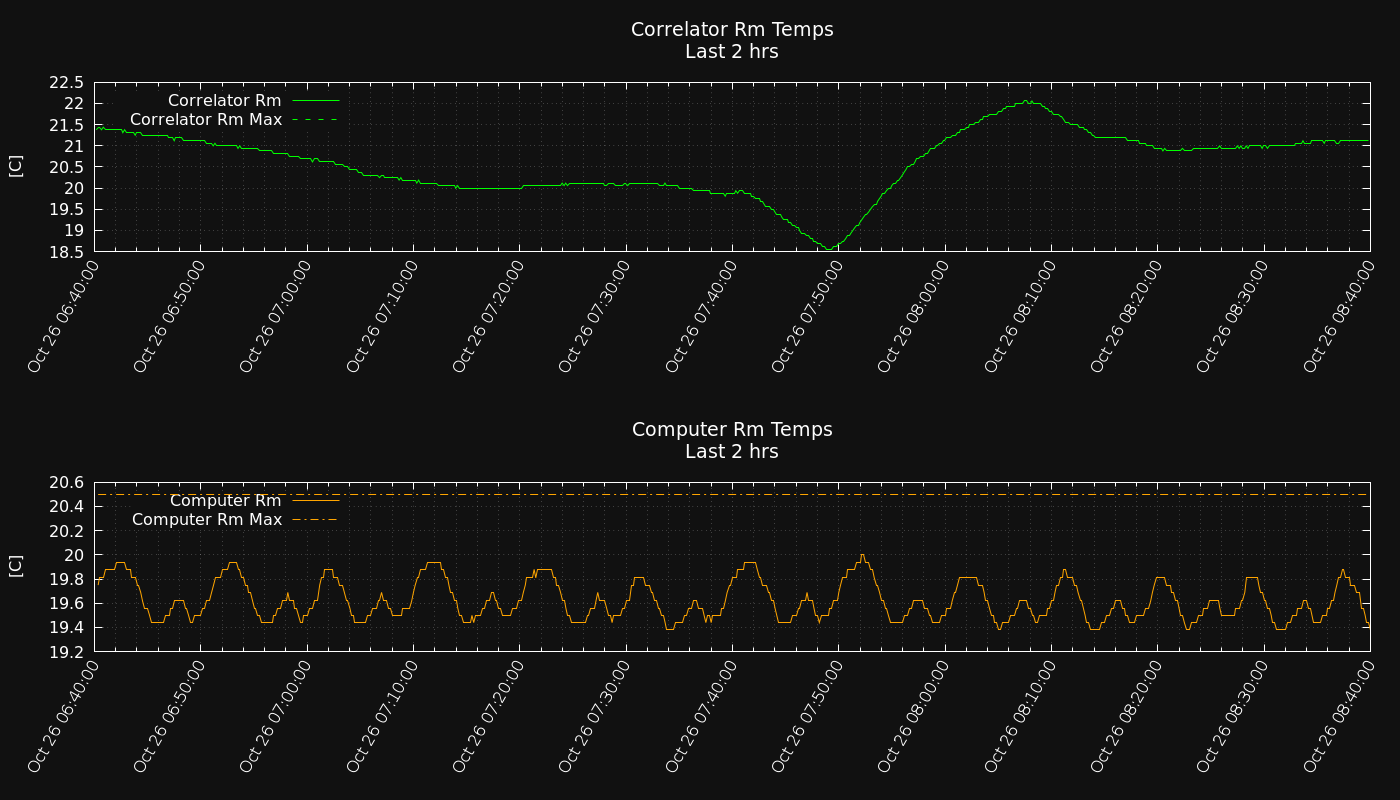 Correlator Rm Temps
Last 2 hrs
22.5
22
21.5
21
20.5
20
19.5
19
18.5
[C]
Correlator Rm
Correlator Rm Max
Oct 26 06:40:00
Oct 26 06:50:00
Oct 26 07:00:00
Oct 26 07:10:00
Oct 26 07:20:00
Oct 26 07:30:00
Oct 26 07:40:00
Oct 26 07:50:00
Oct 26 08:00:00
Oct 26 08:10:00
Oct 26 08:20:00
Oct 26 08:30:00
Oct 26 08:40:00
Computer Rm Temps
Last 2 hrs
20.6
20.4
20.2
20
19.8
19.6
19.4
19.2
[C]
Computer Rm
Computer Rm Max
Oct 26 06:40:00
Oct 26 06:50:00
Oct 26 07:00:00
Oct 26 07:10:00
Oct 26 07:20:00
Oct 26 07:30:00
Oct 26 07:40:00
Oct 26 07:50:00
Oct 26 08:00:00
Oct 26 08:10:00
Oct 26 08:20:00
Oct 26 08:30:00
Oct 26 08:40:00